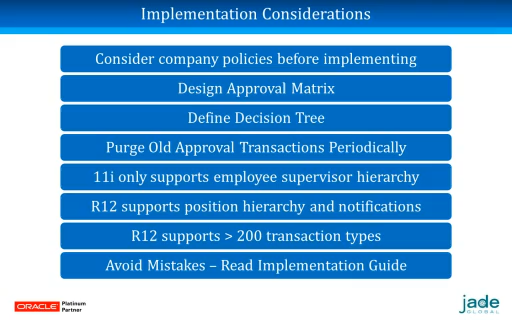 Implementation Considerations
Consider company policies before implementing
Design Approval Matrix
Define Decision Tree
Purge Old Approval Transactions Periodically
11i only supports employee supervisor hierarchy
R12 supports position hierarchy and notifications
R12 supports > 200 transaction types
Avoid Mistakes – Read Implementation Guide
ORACLE Platinum
Partner
jade
GLOBAL